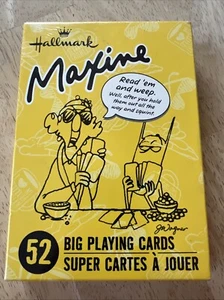 Hallmark
Maxine
Read 'em
and weep.
Well, after you hold
them out all the
way and squint.
JWagner
52
BIG PLAYING CARDS
SUPER CARTES À JOUER